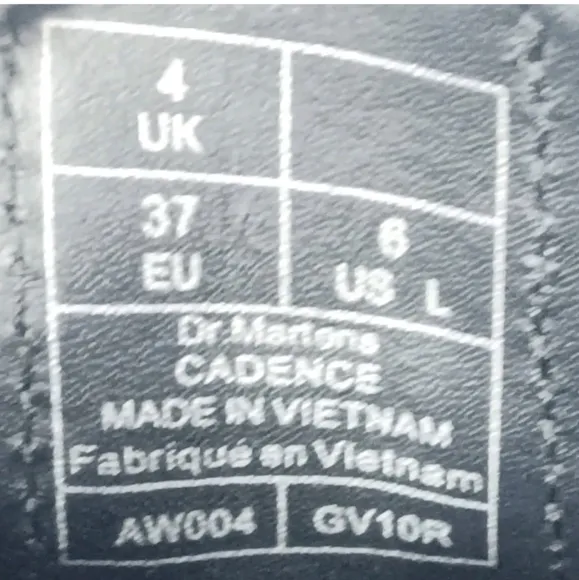 4
UK
37
EU
6
US L
Dr. Martens
CADENCE
MADE IN VIETNAM
Fabriqué en Vietnam
AW004 GV10R